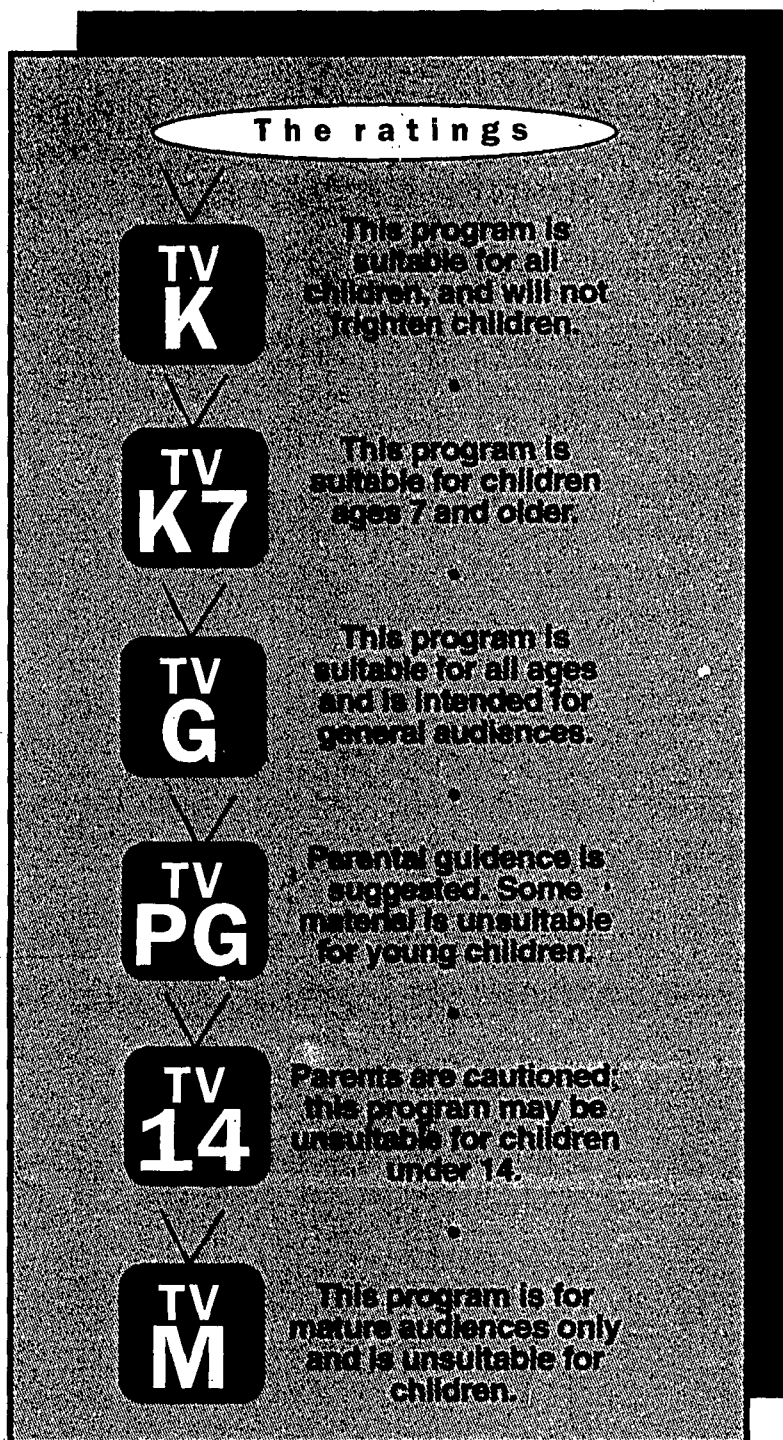 The ratings
TV
K
This program is
suitable for all
children, and will not
frighten children.
TV
K7
This program is
suitable for children
ages 7 and older.
TV
G
This program is
suitable for all ages
and is intended for
general audiences.
TV
PG
Parental guidence is
suggested. Some
material is unsuitable
for young children.
TV
14
Parents are cautioned;
this program may be
unsuitable for children
under 14.
TV
M
This program is for
mature audiences only
and is unsuitable for
children.